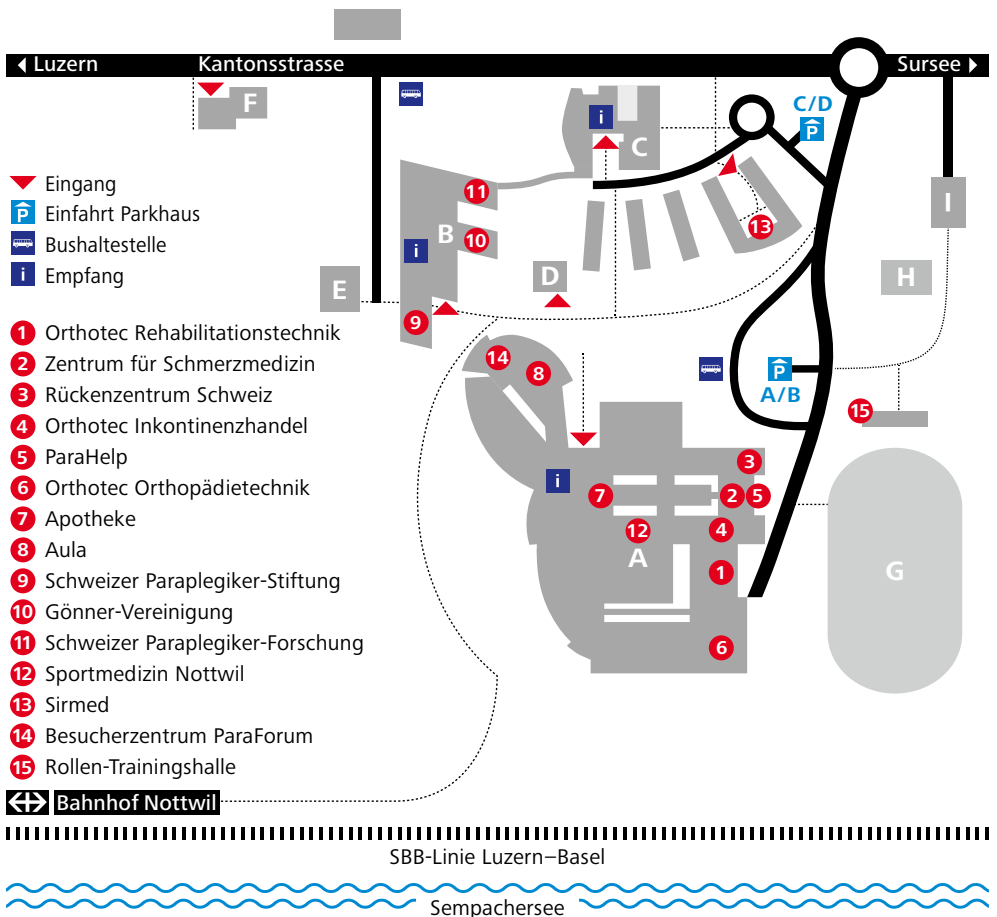 Luzern
Kantonsstrasse
Sursee
F
i
C
C/D
P
Eingang
P Einfahrt Parkhaus
Bushaltestelle
i Empfang
11
B
10
i
13
I
E
D
H
9
1 Orthotec Rehabilitationstechnik
2 Zentrum für Schmerzmedizin
3 Rückenzentrum Schweiz
4 Orthotec Inkontinenzhandel
5 ParaHelp
6 Orthotec Orthopädietechnik
7 Apotheke
8 Aula
9 Schweizer Paraplegiker-Stiftung
10 Gönner-Vereinigung
11 Schweizer Paraplegiker-Forschung
12 Sportmedizin Nottwil
13 Sirmed
14 Besucherzentrum ParaForum
15 Rollen-Trainingshalle
14
8
P
A/B
15
3
i
7
2
5
12
4
A
1
G
6
Bahnhof Nottwil
SBB-Linie Luzern–Basel
Sempachersee